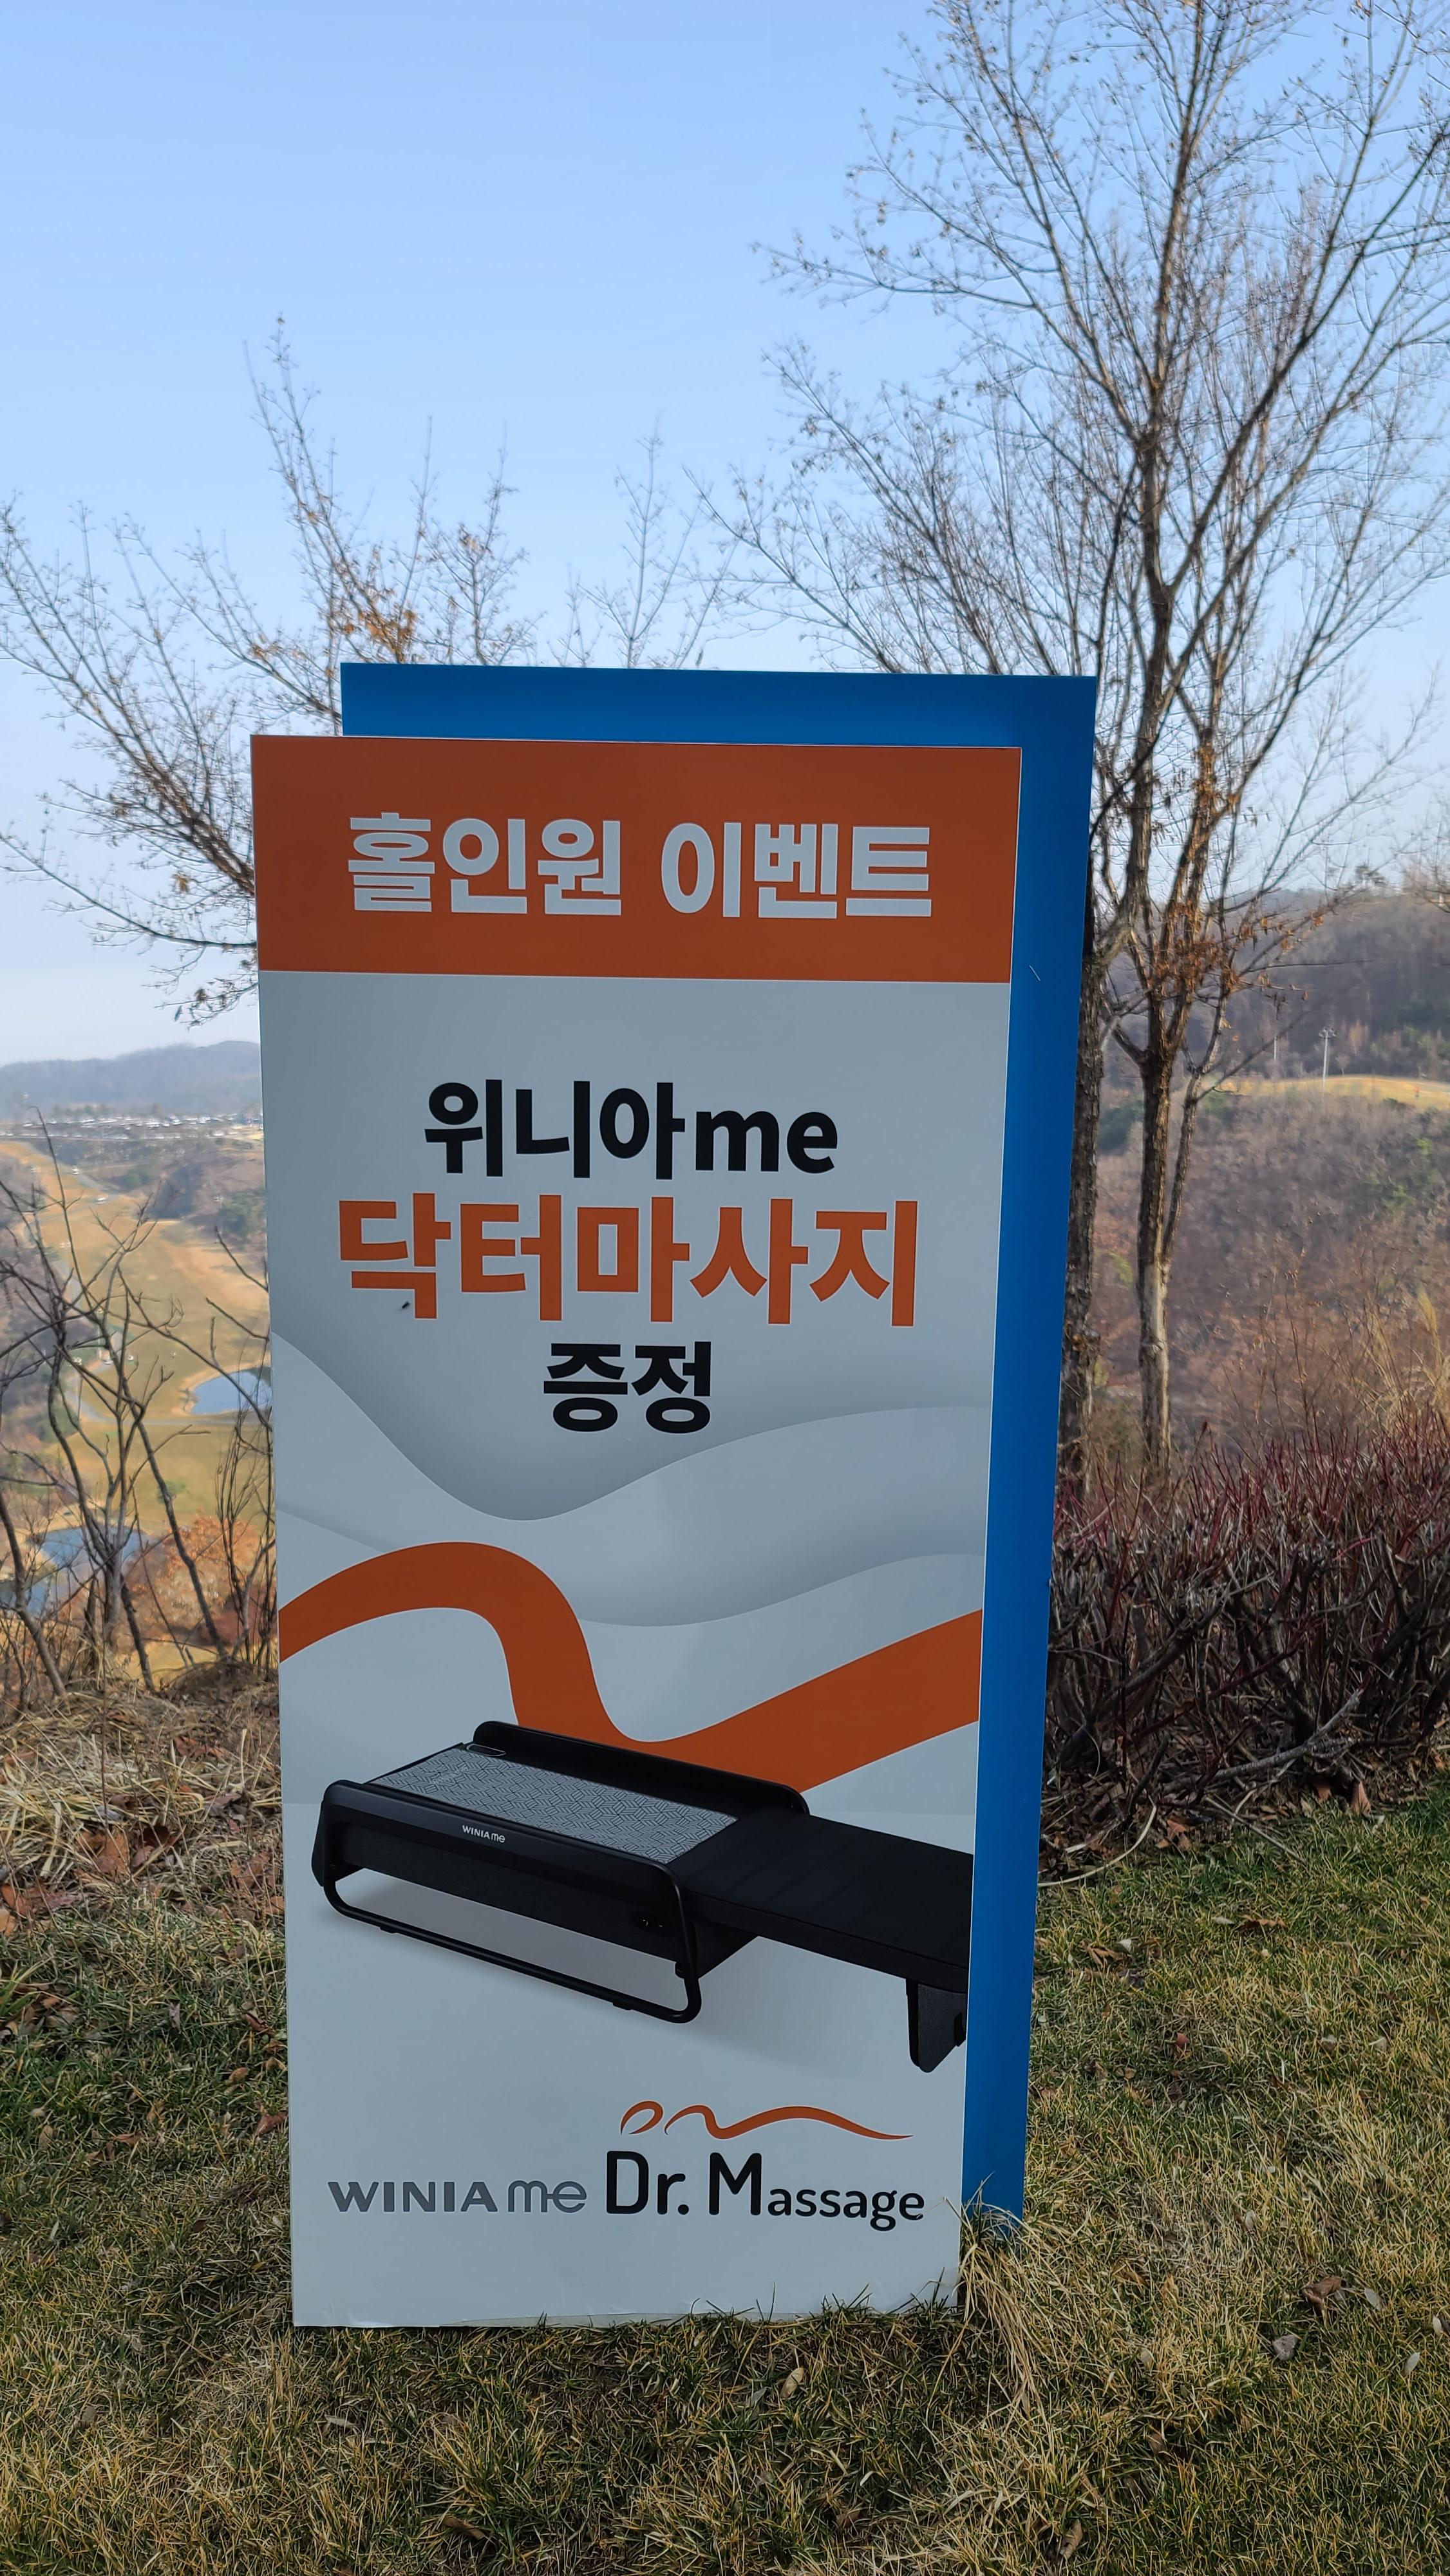 홀인원 이벤트
위니아me
닥터마사지
증정
WINIA me
WINIA me Dr. Massage